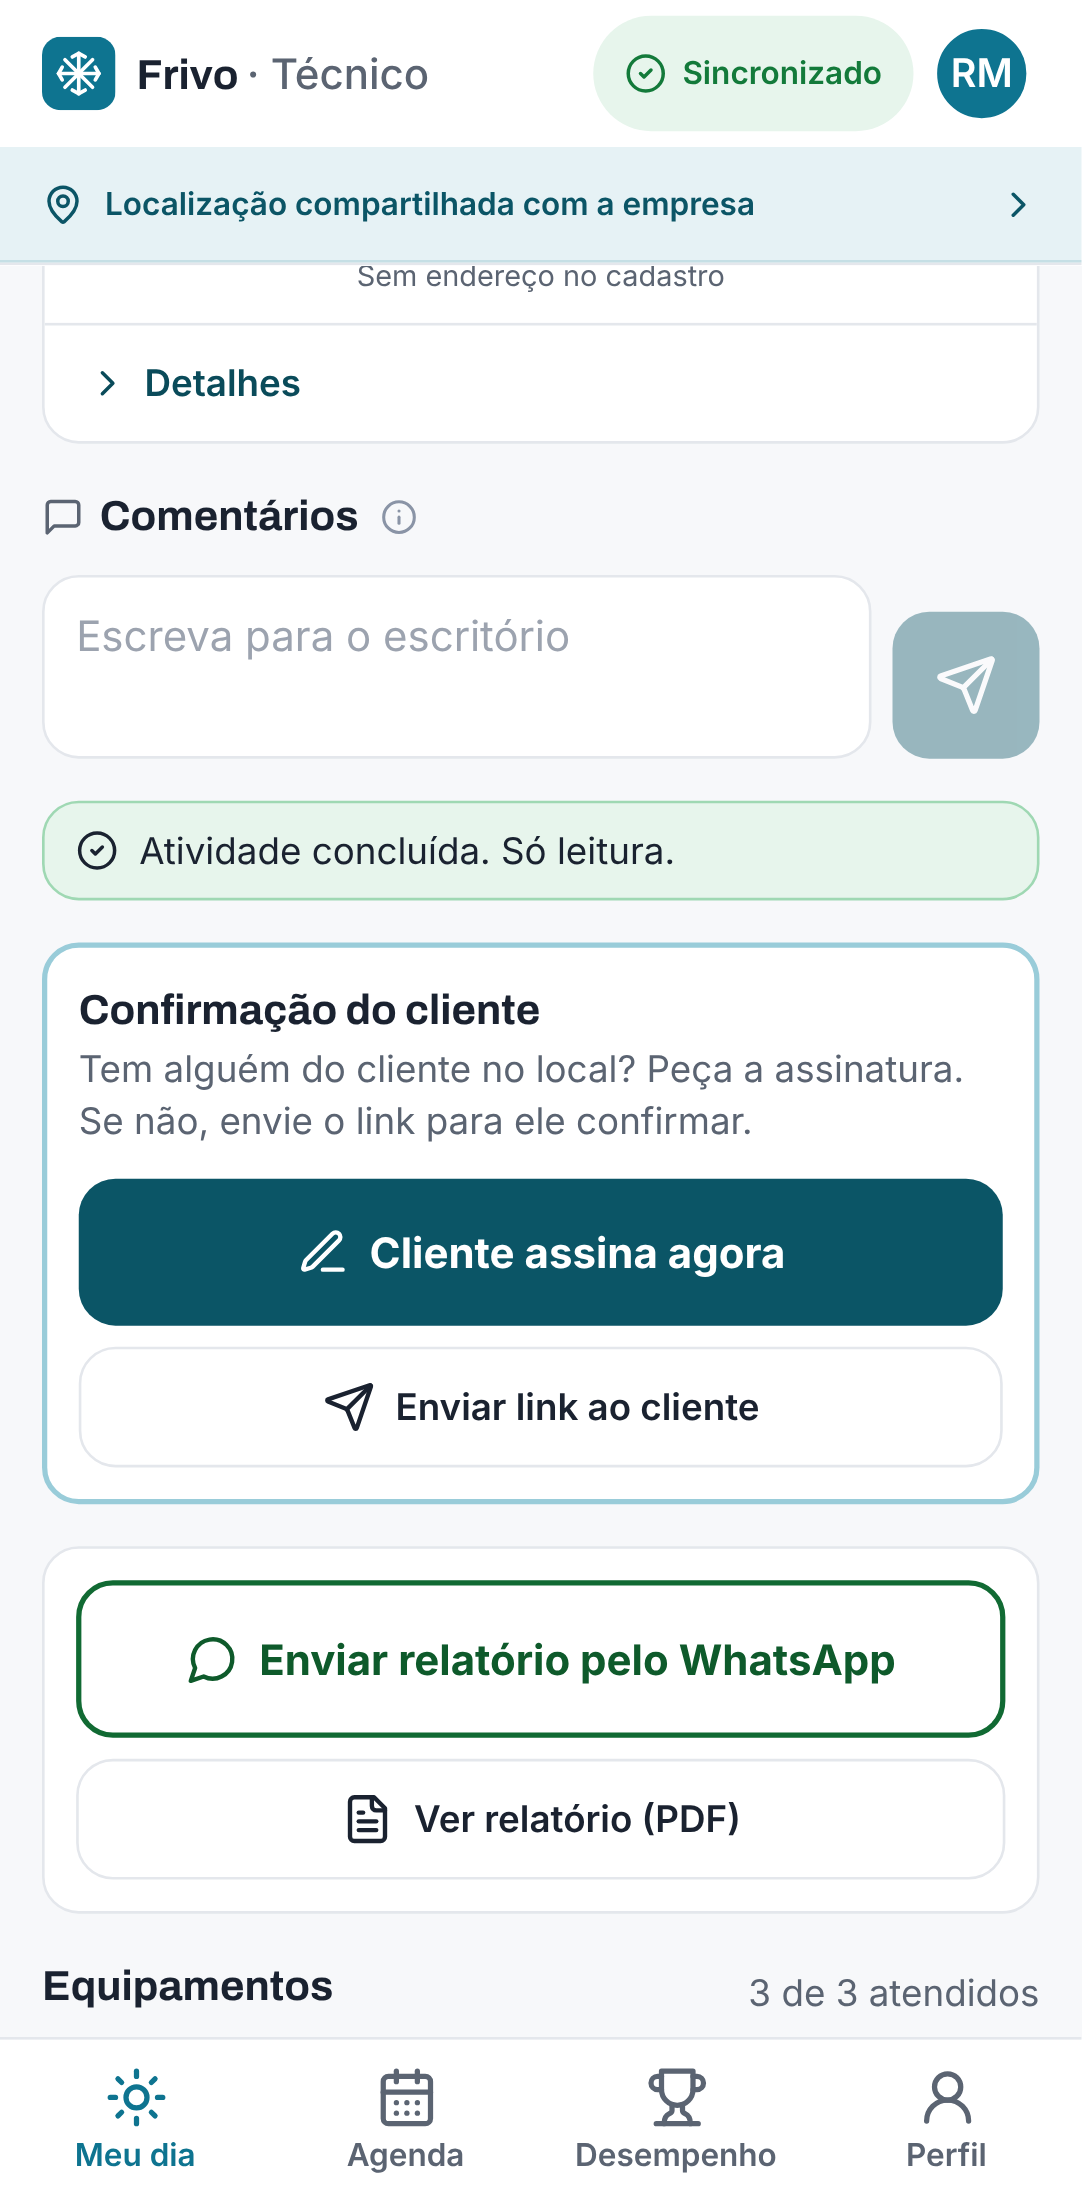 Frivo · Técnico
Sincronizado
RM
Localização compartilhada com a empresa
Sem endereço no cadastro
Detalhes
Comentários
Escreva para o escritório
Atividade concluída. Só leitura.
Confirmação do cliente
Tem alguém do cliente no local? Peça a assinatura.
Se não, envie o link para ele confirmar.
Cliente assina agora
Enviar link ao cliente
Enviar relatório pelo WhatsApp
Ver relatório (PDF)
Equipamentos
3 de 3 atendidos
Meu dia
Agenda
Desempenho
Perfil